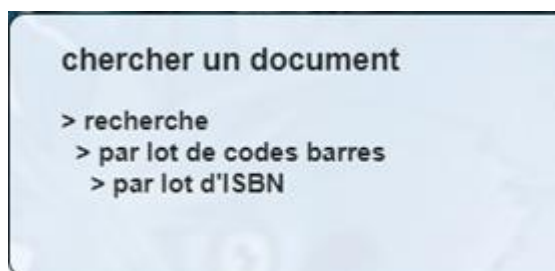 chercher un document
> recherche
> par lot de codes barres
> par lot d'ISBN